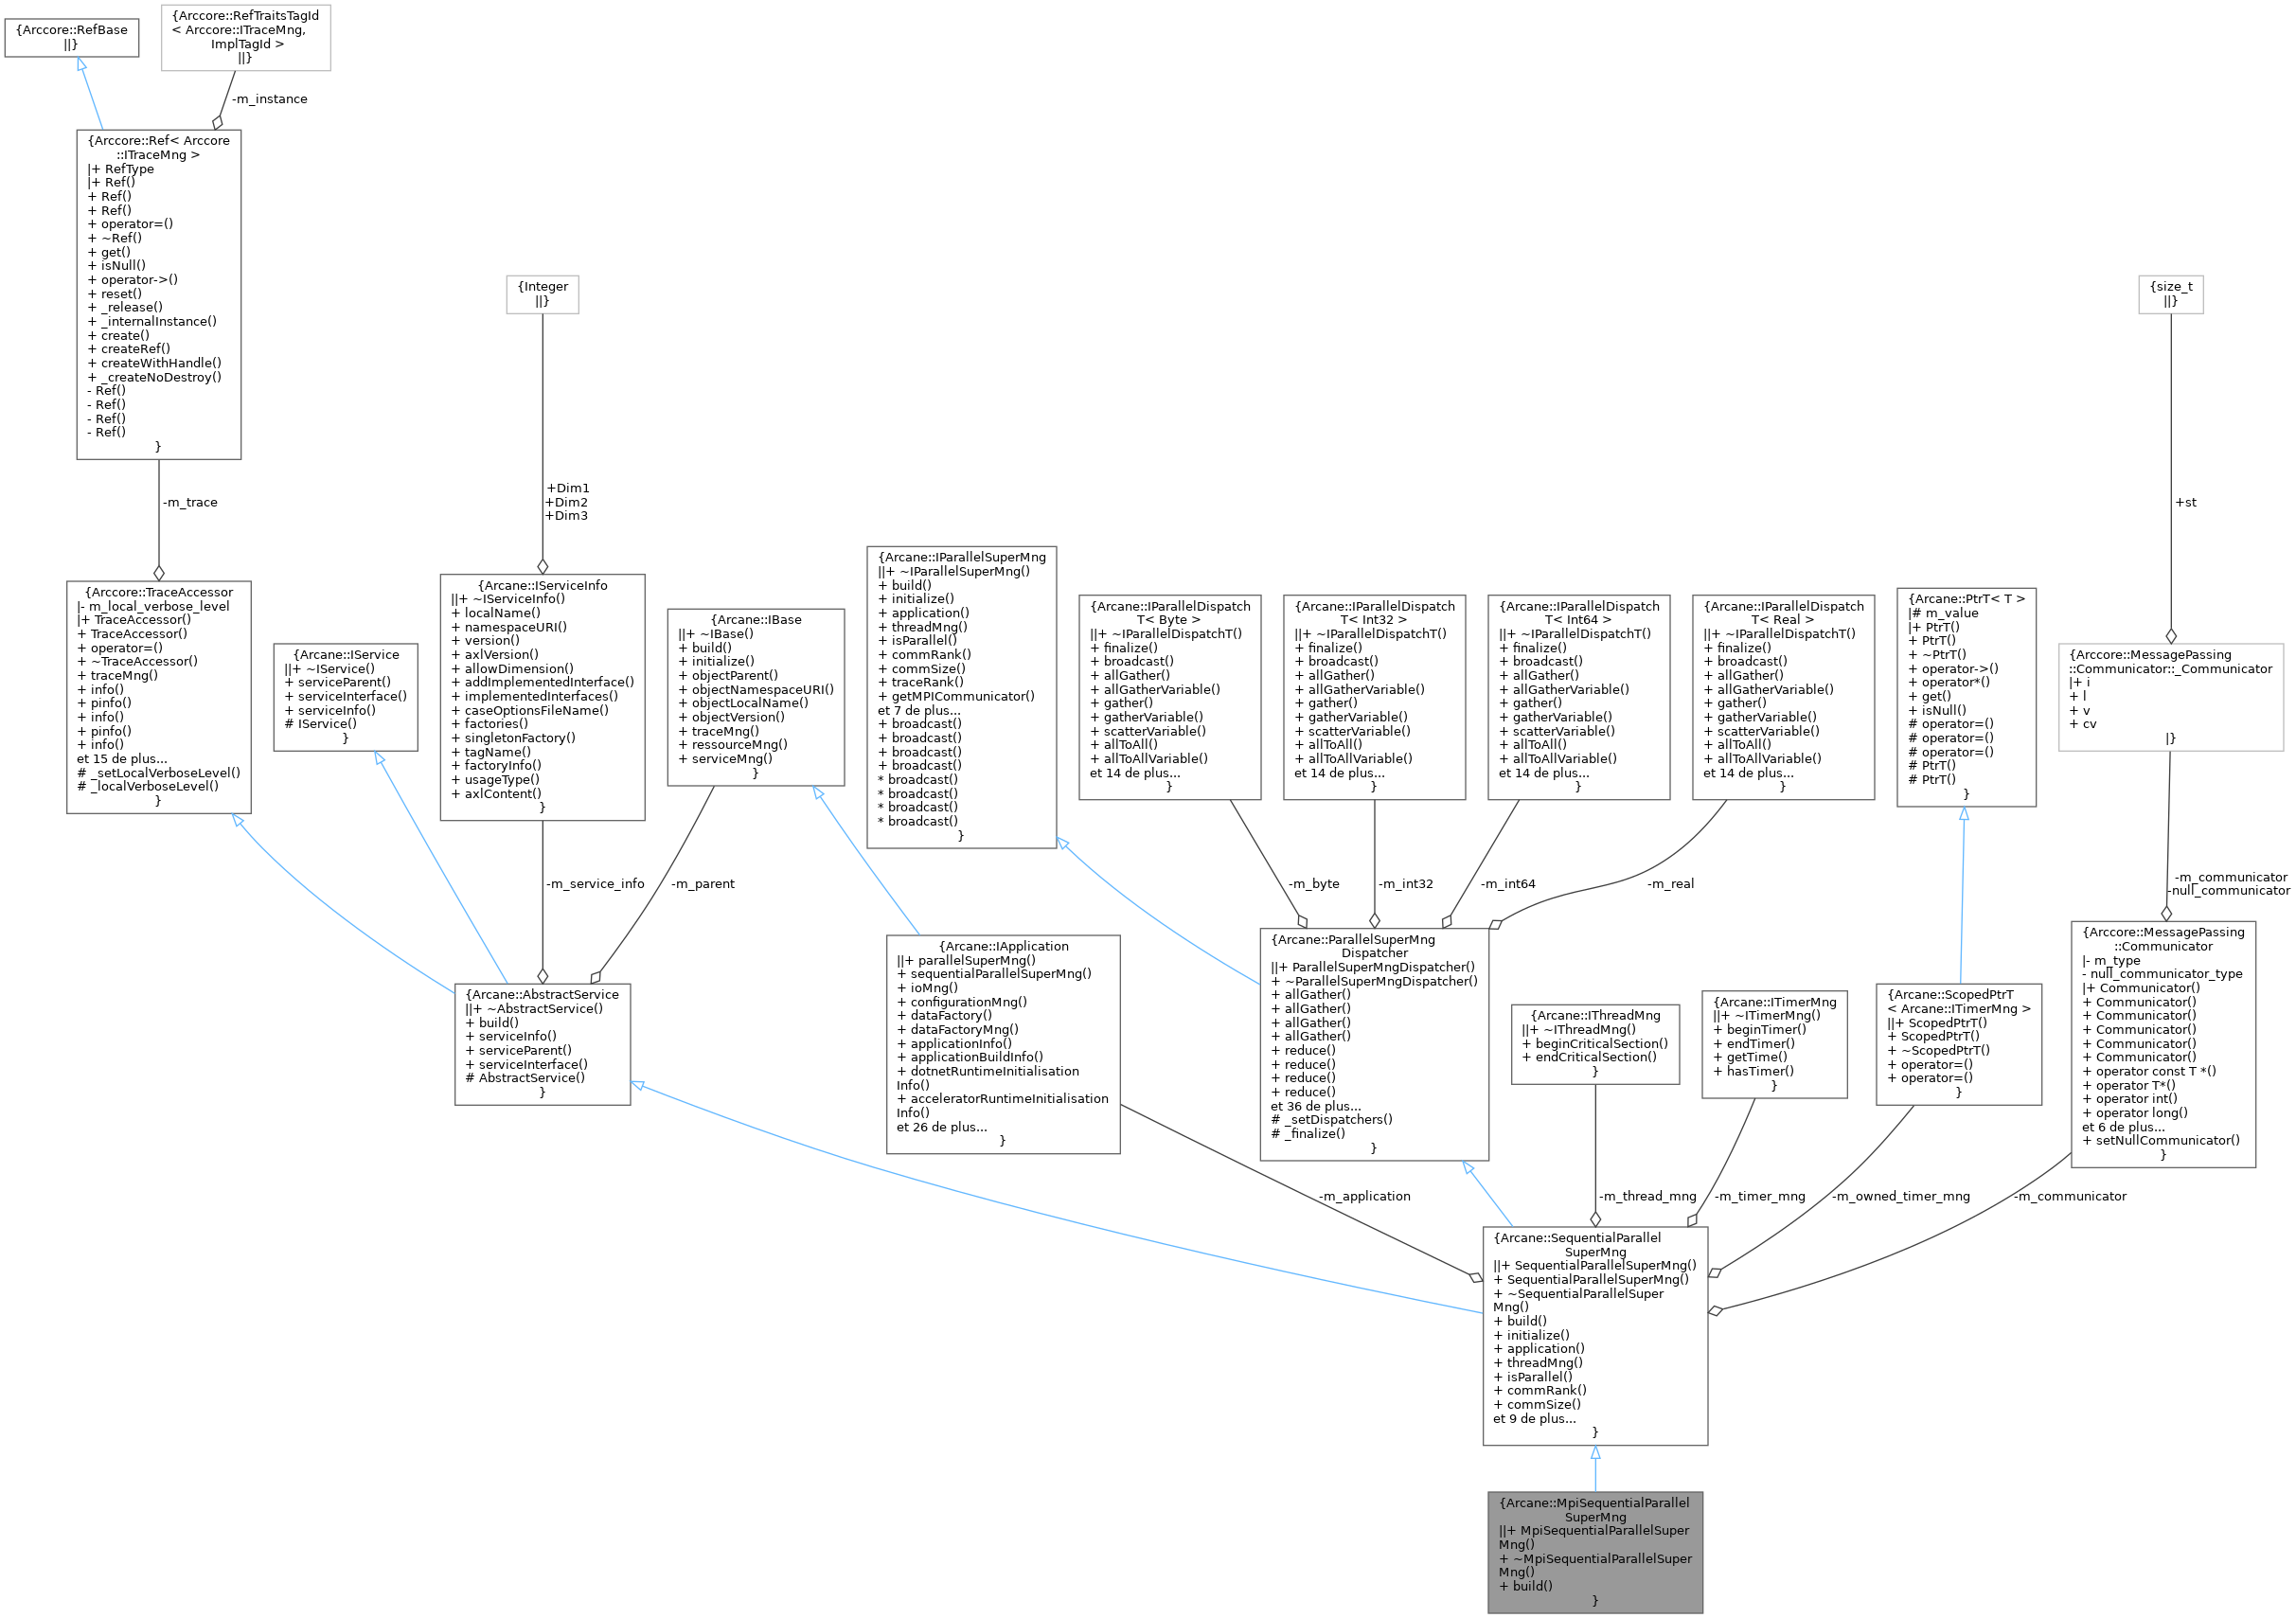 {Arccore::RefBase
||}
{Arccore::RefTraitsTagId
< Arccore::ITraceMng,
ImplTagId >
||}
-m_instance
{Arccore::Ref< Arccore
::ITraceMng >
|+ RefType
|+ Ref()
+ Ref()
+ Ref()
+ operator=()
+ ~Ref()
+ get()
+ isNull()
+ operator->()
+ reset()
+ _release()
+ _internalInstance()
+ create()
+ createRef()
+ createWithHandle()
+ _createNoDestroy()
- Ref()
- Ref()
- Ref()
- Ref()
}
{Integer
||}
{size_t
||}
-m_trace
+Dim1
+Dim2
+Dim3
+st
{Arccore::TraceAccessor
|- m_local_verbose_level
|+ TraceAccessor()
+ TraceAccessor()
+ operator=()
+ ~TraceAccessor()
+ traceMng()
+ info()
+ pinfo()
+ info()
+ pinfo()
+ info()
et 15 de plus...
# _setLocalVerboseLevel()
# _localVerboseLevel()
}
{Arcane::IService
||+ ~IService()
+ serviceParent()
+ serviceInterface()
+ serviceInfo()
# IService()
}
{Arcane::IServiceInfo
||+ ~IServiceInfo()
+ localName()
+ namespaceURI()
+ version()
+ axlVersion()
+ allowDimension()
+ addImplementedInterface()
+ implementedInterfaces()
+ caseOptionsFileName()
+ factories()
+ singletonFactory()
+ tagName()
+ factoryInfo()
+ usageType()
+ axlContent()
}
{Arcane::IBase
||+ ~IBase()
+ build()
+ initialize()
+ objectParent()
+ objectNamespaceURI()
+ objectLocalName()
+ objectVersion()
+ traceMng()
+ ressourceMng()
+ serviceMng()
}
{Arcane::IParallelSuperMng
||+ ~IParallelSuperMng()
+ build()
+ initialize()
+ application()
+ threadMng()
+ isParallel()
+ commRank()
+ commSize()
+ traceRank()
+ getMPICommunicator()
et 7 de plus...
+ broadcast()
+ broadcast()
+ broadcast()
+ broadcast()
* broadcast()
* broadcast()
* broadcast()
* broadcast()
}
{Arcane::IParallelDispatch
T< Byte >
||+ ~IParallelDispatchT()
+ finalize()
+ broadcast()
+ allGather()
+ allGatherVariable()
+ gather()
+ gatherVariable()
+ scatterVariable()
+ allToAll()
+ allToAllVariable()
et 14 de plus...
}
{Arcane::IParallelDispatch
T< Int32 >
||+ ~IParallelDispatchT()
+ finalize()
+ broadcast()
+ allGather()
+ allGatherVariable()
+ gather()
+ gatherVariable()
+ scatterVariable()
+ allToAll()
+ allToAllVariable()
et 14 de plus...
}
{Arcane::IParallelDispatch
T< Int64 >
||+ ~IParallelDispatchT()
+ finalize()
+ broadcast()
+ allGather()
+ allGatherVariable()
+ gather()
+ gatherVariable()
+ scatterVariable()
+ allToAll()
+ allToAllVariable()
et 14 de plus...
}
{Arcane::IParallelDispatch
T< Real >
||+ ~IParallelDispatchT()
+ finalize()
+ broadcast()
+ allGather()
+ allGatherVariable()
+ gather()
+ gatherVariable()
+ scatterVariable()
+ allToAll()
+ allToAllVariable()
et 14 de plus...
}
{Arcane::PtrT< T >
|# m_value
|+ PtrT()
+ PtrT()
+ ~PtrT()
+ operator->()
+ operator*()
+ get()
+ isNull()
# operator=()
# operator=()
# operator=()
# PtrT()
# PtrT()
}
{Arccore::MessagePassing
::Communicator::_Communicator
|+ i
+ l
+ v
+ cv
|}
-m_service_info
-m_parent
-m_byte
-m_int32
-m_int64
-m_real
-m_communicator
-null_communicator
{Arcane::AbstractService
||+ ~AbstractService()
+ build()
+ serviceInfo()
+ serviceParent()
+ serviceInterface()
# AbstractService()
}
{Arcane::IApplication
||+ parallelSuperMng()
+ sequentialParallelSuperMng()
+ ioMng()
+ configurationMng()
+ dataFactory()
+ dataFactoryMng()
+ applicationInfo()
+ applicationBuildInfo()
+ dotnetRuntimeInitialisation
Info()
+ acceleratorRuntimeInitialisation
Info()
et 26 de plus...
}
{Arcane::ParallelSuperMng
Dispatcher
||+ ParallelSuperMngDispatcher()
+ ~ParallelSuperMngDispatcher()
+ allGather()
+ allGather()
+ allGather()
+ allGather()
+ reduce()
+ reduce()
+ reduce()
+ reduce()
et 36 de plus...
# _setDispatchers()
# _finalize()
}
{Arcane::IThreadMng
||+ ~IThreadMng()
+ beginCriticalSection()
+ endCriticalSection()
}
{Arcane::ITimerMng
||+ ~ITimerMng()
+ beginTimer()
+ endTimer()
+ getTime()
+ hasTimer()
}
{Arcane::ScopedPtrT
< Arcane::ITimerMng >
||+ ScopedPtrT()
+ ScopedPtrT()
+ ~ScopedPtrT()
+ operator=()
+ operator=()
}
{Arccore::MessagePassing
::Communicator
|- m_type
- null_communicator_type
|+ Communicator()
+ Communicator()
+ Communicator()
+ Communicator()
+ Communicator()
+ Communicator()
+ operator const T *()
+ operator T*()
+ operator int()
+ operator long()
et 6 de plus...
+ setNullCommunicator()
}
-m_application
-m_thread_mng
-m_timer_mng
-m_owned_timer_mng
-m_communicator
{Arcane::SequentialParallel
SuperMng
||+ SequentialParallelSuperMng()
+ SequentialParallelSuperMng()
+ ~SequentialParallelSuper
Mng()
+ build()
+ initialize()
+ application()
+ threadMng()
+ isParallel()
+ commRank()
+ commSize()
et 9 de plus...
}
{Arcane::MpiSequentialParallel
SuperMng
||+ MpiSequentialParallelSuper
Mng()
+ ~MpiSequentialParallelSuper
Mng()
+ build()
}